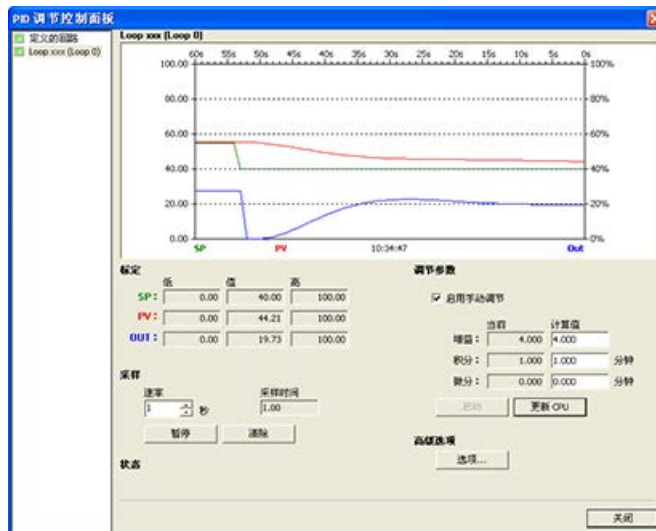 PID 调节控制面板
定义的回路
Loop xxx (Loop 0)
Loop xxx (Loop 0)
60s 55s 50s 45s 40s 35s 30s 25s 20s 15s 10s 5s 0s
100.00 100%
80.00 80%
60.00 60%
40.00 40%
20.00 20%
0.00 0%
SP PV 10:34:47 Out
标定
低 值 高
SP: 0.00 40.00 100.00
PV: 0.00 44.21 100.00
OUT: 0.00 19.73 100.00
采样
速率 采样时间
1 秒 1.00
暂停 清除
状态
调节参数
启用手动调节
当前 计算值
增益: 4.000 4.000
积分: 1.000 1.000 分钟
微分: 0.000 0.000 分钟
启动 更新 CPU
高级选项
选项...
关闭